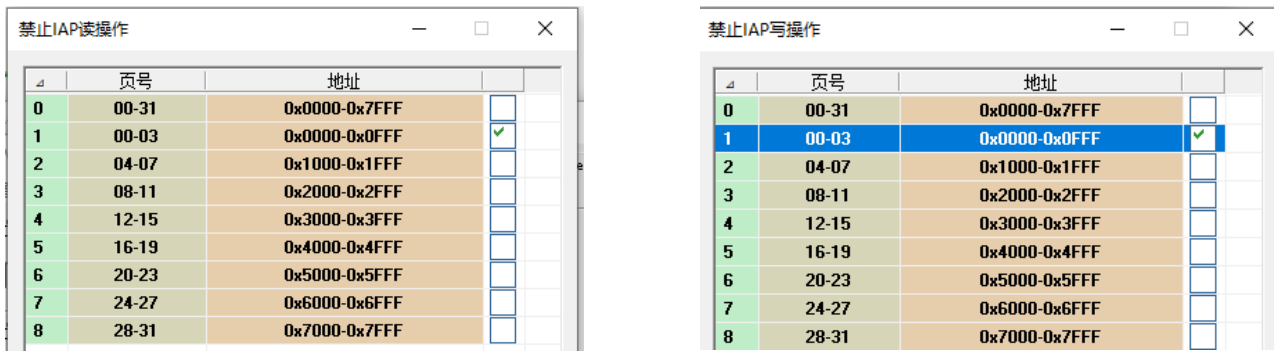 禁止IAP读操作
页号 地址
0 00-31 0x0000-0x7FFF
1 00-03 0x0000-0x0FFF
2 04-07 0x1000-0x1FFF
3 08-11 0x2000-0x2FFF
4 12-15 0x3000-0x3FFF
5 16-19 0x4000-0x4FFF
6 20-23 0x5000-0x5FFF
7 24-27 0x6000-0x6FFF
8 28-31 0x7000-0x7FFF
禁止IAP写操作
页号 地址
0 00-31 0x0000-0x7FFF
1 00-03 0x0000-0x0FFF
2 04-07 0x1000-0x1FFF
3 08-11 0x2000-0x2FFF
4 12-15 0x3000-0x3FFF
5 16-19 0x4000-0x4FFF
6 20-23 0x5000-0x5FFF
7 24-27 0x6000-0x6FFF
8 28-31 0x7000-0x7FFF